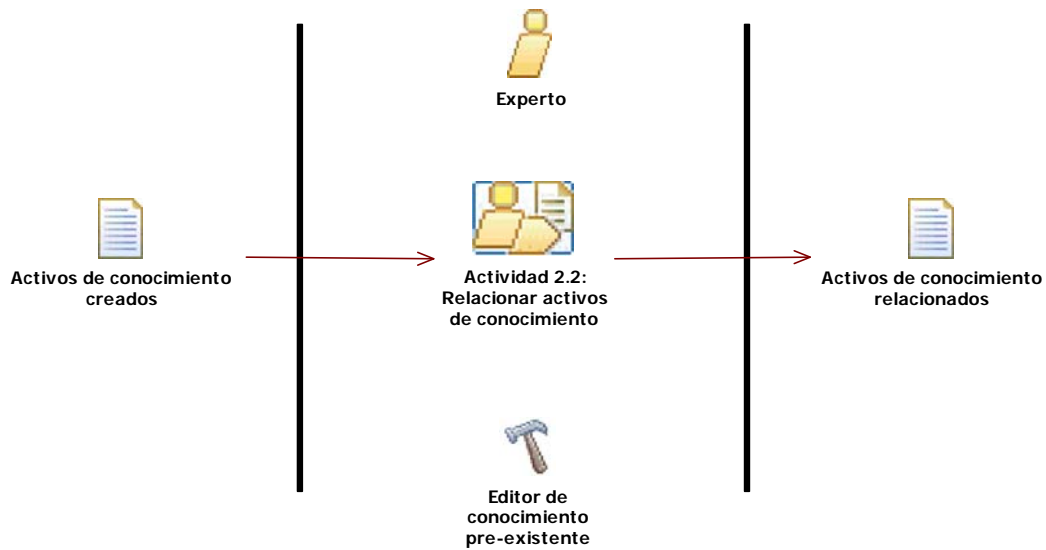 Experto
Activos de conocimiento
creados
Actividad 2.2:
Relacionar activos
de conocimiento
Activos de conocimiento
relacionados
Editor de
conocimiento
pre-existente